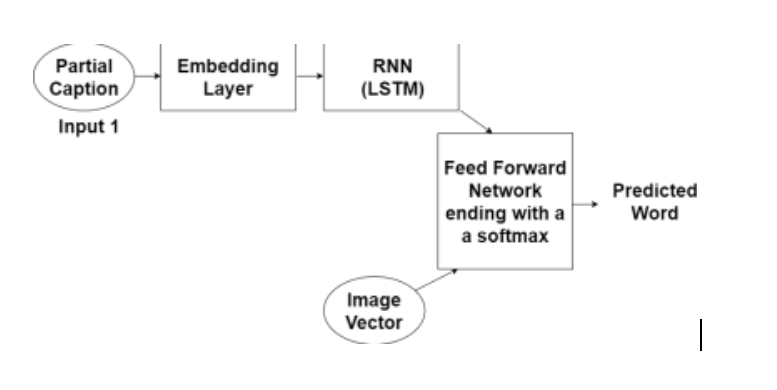 Partial
Caption
Input 1
Embedding
Layer
RNN
(LSTM)
Feed Forward
Network
ending with a
a softmax
Predicted
Word
Image
Vector